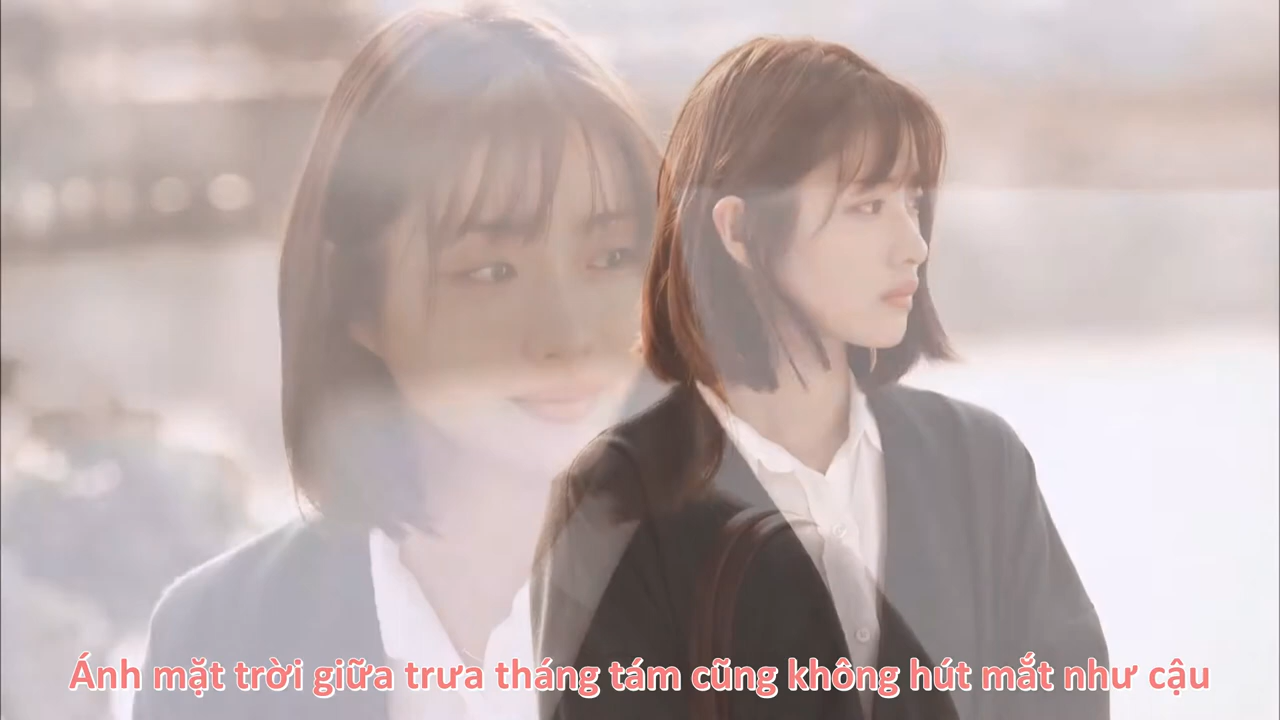 Ánh mặt trời giữa trưa tháng tám cũng không hút mắt như cậu